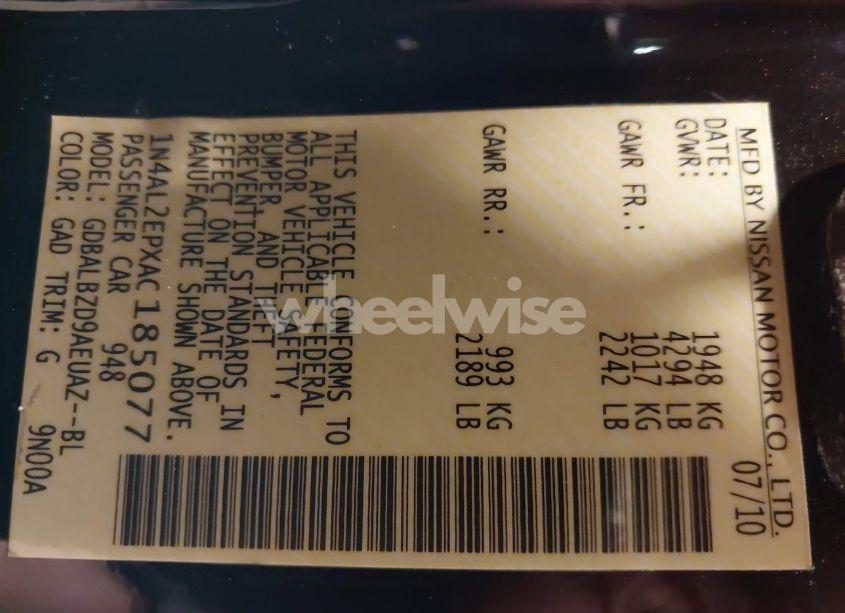 MFD BY NISSAN MOTOR CO., LTD.
DATE: 07/10
GVWR: 1948 KG
4294 LB
GAWR FR.: 1017 KG
2242 LB
GAWR RR.: 993 KG
2189 LB
THIS VEHICLE CONFORMS TO
ALL APPLICABLE FEDERAL
MOTOR VEHICLE SAFETY,
BUMPER, AND THEFT
PREVENTION STANDARDS IN
EFFECT ON THE DATE OF
MANUFACTURE SHOWN ABOVE.
1N4AL2EPXAC185077
PASSENGER CAR 948
MODEL: GDBALBZD9AEUAZ--BL
COLOR: GAD TRIM: G 9N00A
wheelwise